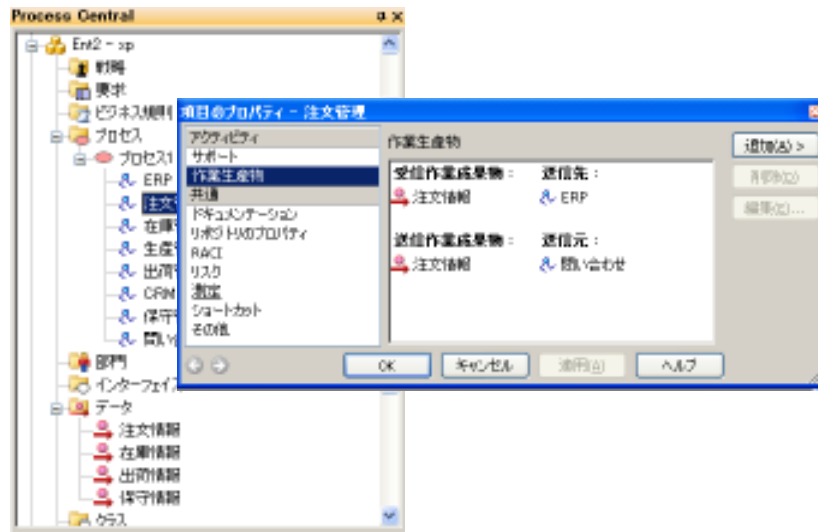 Process Central
Ent2 - xp
戦略
要求
ビジネス規則
プロセス
プロセス1
ERP
注文
在庫
生産
出荷
CRM
保守
問い
部門
インターフェイス
データ
注文情報
在庫情報
出荷情報
保守情報
クラス
項目のプロパティ - 注文管理
アクティビティ
サポート
作業生産物
共通
ドキュメンテーション
リポジトリのプロパティ
RACI
リスク
測定
ショートカット
その他
作業生産物
受信作業成果物： 送信先：
注文情報 ERP
送信作業成果物： 送信元：
注文情報 問い合わせ
追加(A) >
削除(D)
編集(E)...
OK キャンセル 適用(A) ヘルプ